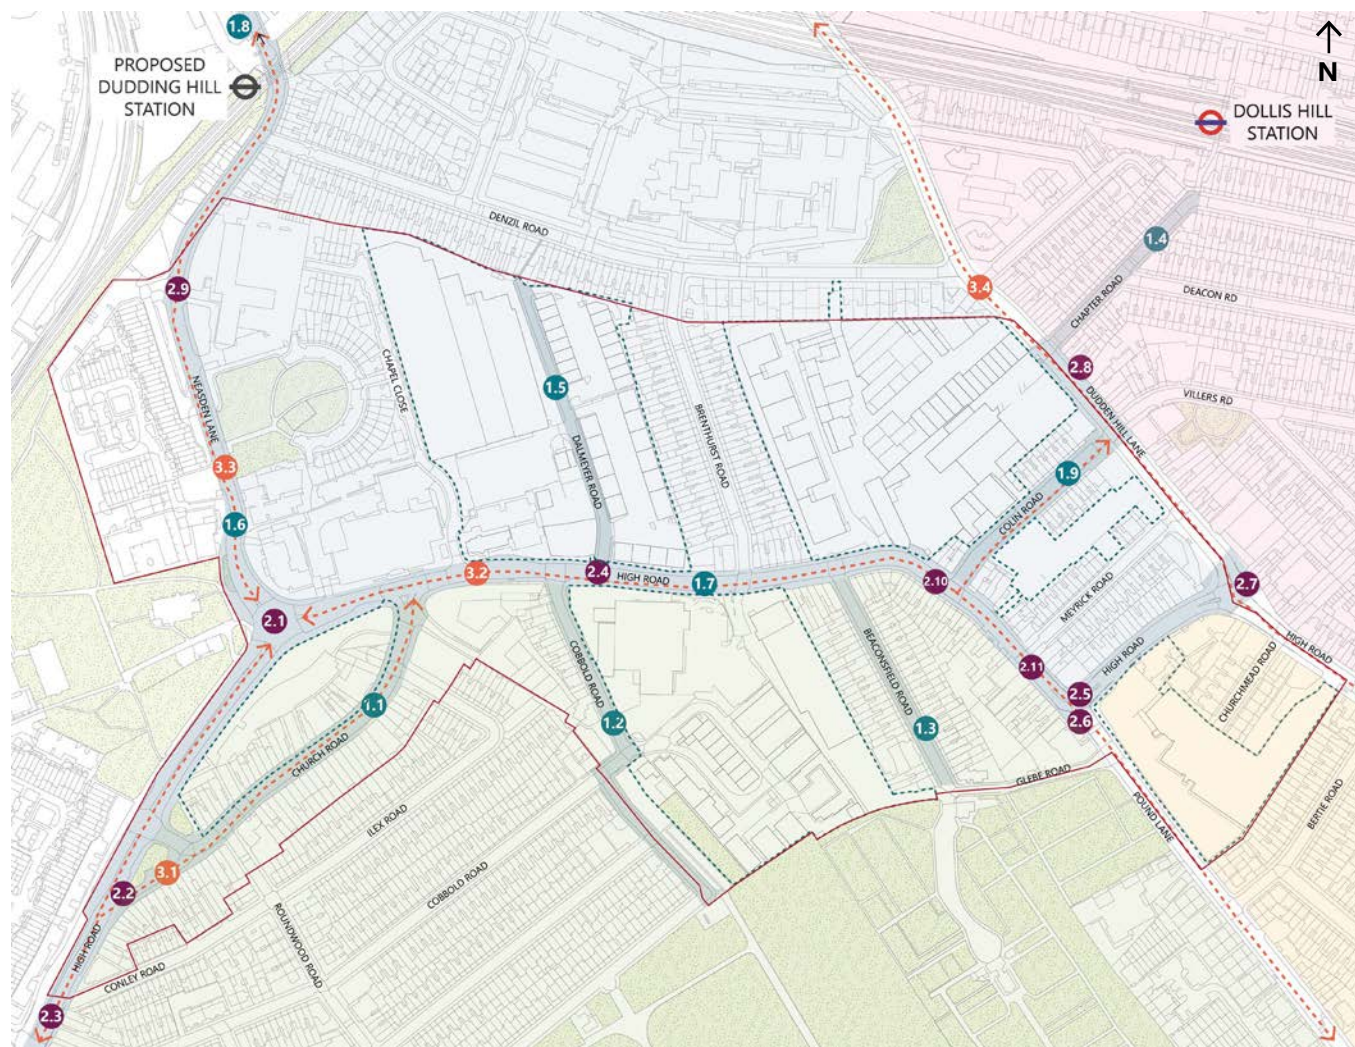 1.8
PROPOSED
DUDDING HILL
STATION
N
DOLLIS HILL
STATION
DENZIL ROAD
1.4
2.9
3.4
CHAPTER ROAD
DEACON RD
NEASDEN LANE
CHAPEL CLOSE
1.5
2.8
DUDDEN HILL LANE
VILLERS RD
BRENTHURST ROAD
DALMEYER ROAD
3.3
1.9
1.6
COLIN ROAD
3.2
2.4
HIGH ROAD
1.7
2.10
2.7
MEYRICK ROAD
2.1
HIGH ROAD
HIGH ROAD
COBBOLD ROAD
BEACONSFIELD ROAD
2.11
CHURCHMEAD ROAD
1.1
2.5
1.2
2.6
1.3
CHURCH ROAD
GLEBE ROAD
POUND LANE
BERTIE ROAD
ILEX ROAD
3.1
COBBOLD ROAD
2.2
ROUNDWOOD ROAD
HIGH ROAD
CONLEY ROAD
2.3